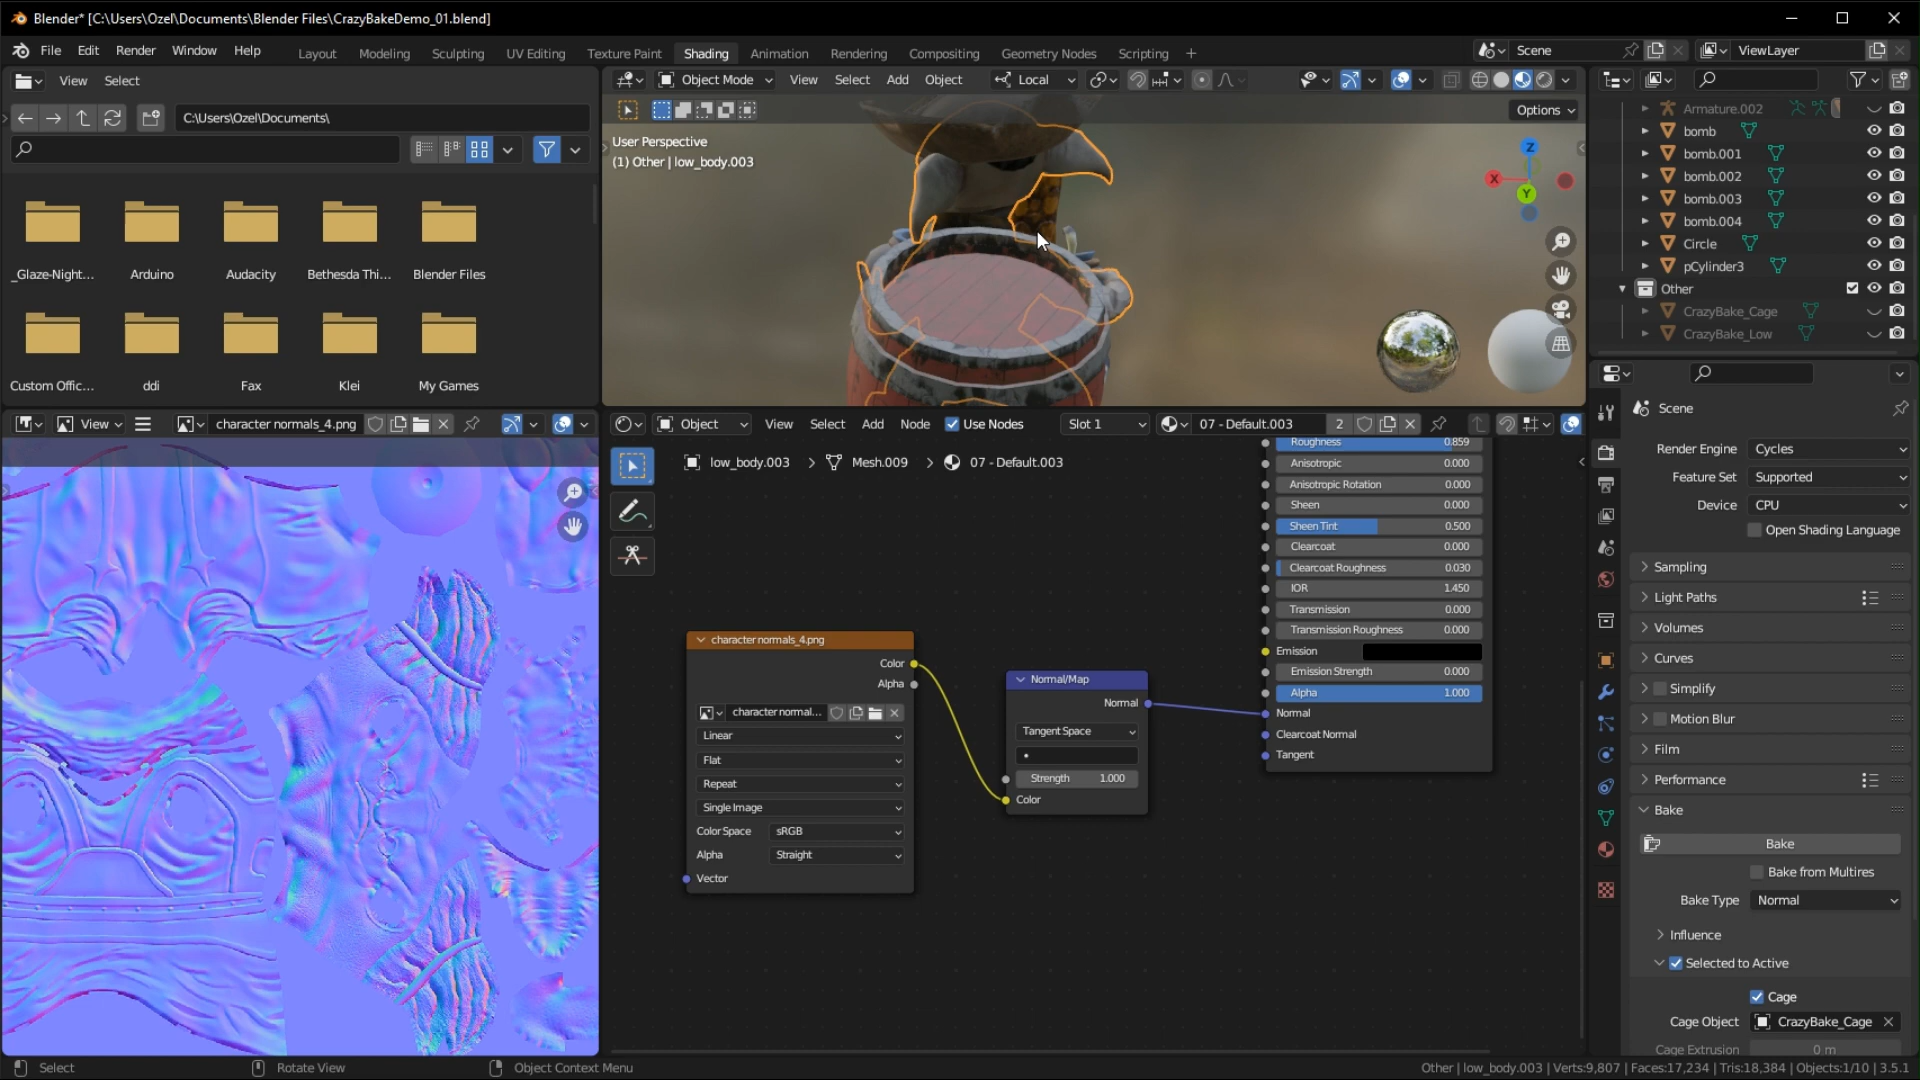 Blender* [C:\Users\Ozel\Documents\Blender Files\CrazyBakeDemo_01.blend]
File Edit Render Window Help
Layout Modeling Sculpting UV Editing Texture Paint Shading Animation Rendering Compositing Geometry Nodes Scripting +
Scene
ViewLayer
View Select
C:\Users\Ozel\Documents\
_Glaze-Night... Arduino Audacity Bethesda Thi... Blender Files
Custom Offic... ddi Fax Klei My Games
Object Mode View Select Add Object Local
Options
User Perspective
(1) Other | low_body.003
Z
X
Y
Armature.002
bomb
bomb.001
bomb.002
bomb.003
bomb.004
Circle
pCylinder3
Other
CrazyBake_Cage
CrazyBake_Low
View
character normals_4.png
Object View Select Add Node Use Nodes Slot 1 07 - Default.003 2
low_body.003 > Mesh.009 > 07 - Default.003
Roughness 0.859
Anisotropic 0.000
Anisotropic Rotation 0.000
Sheen 0.000
Sheen Tint 0.500
Clearcoat 0.000
Clearcoat Roughness 0.030
IOR 1.450
Transmission 0.000
Transmission Roughness 0.000
Emission
Emission Strength 0.000
Alpha 1.000
Normal
Clearcoat Normal
Tangent
character normals_4.png
Color
Alpha
character normal...
Linear
Flat
Repeat
Single Image
Color Space sRGB
Alpha Straight
Vector
Normal/Map
Normal
Tangent Space
Strength 1.000
Color
Scene
Render Engine Cycles
Feature Set Supported
Device CPU
Open Shading Language
Sampling
Light Paths
Volumes
Curves
Simplify
Motion Blur
Film
Performance
Bake
Bake
Bake from Multires
Bake Type Normal
Influence
Selected to Active
Cage
Cage Object CrazyBake_Cage
Cage Extrusion 0 m
Select Rotate View Object Context Menu
Other | low_body.003 | Verts:9,807 | Faces:17,234 | Tris:18,384 | Objects:1/10 | 3.5.1